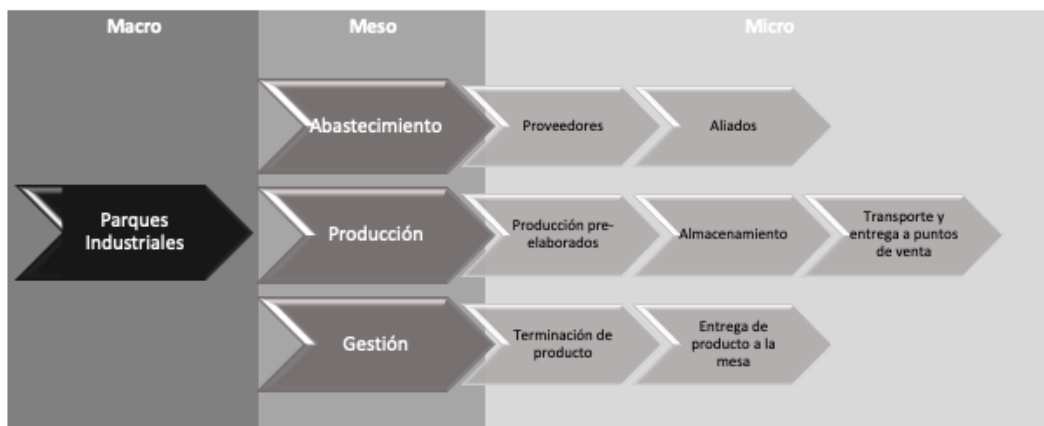 Macro
Meso
Micro
Abastecimiento
Proveedores
Aliados
Parques
Industriales
Producción
Producción pre-
elaborados
Almacenamiento
Transporte y
entrega a puntos
de venta
Gestión
Terminación de
producto
Entrega de
producto a la
mesa